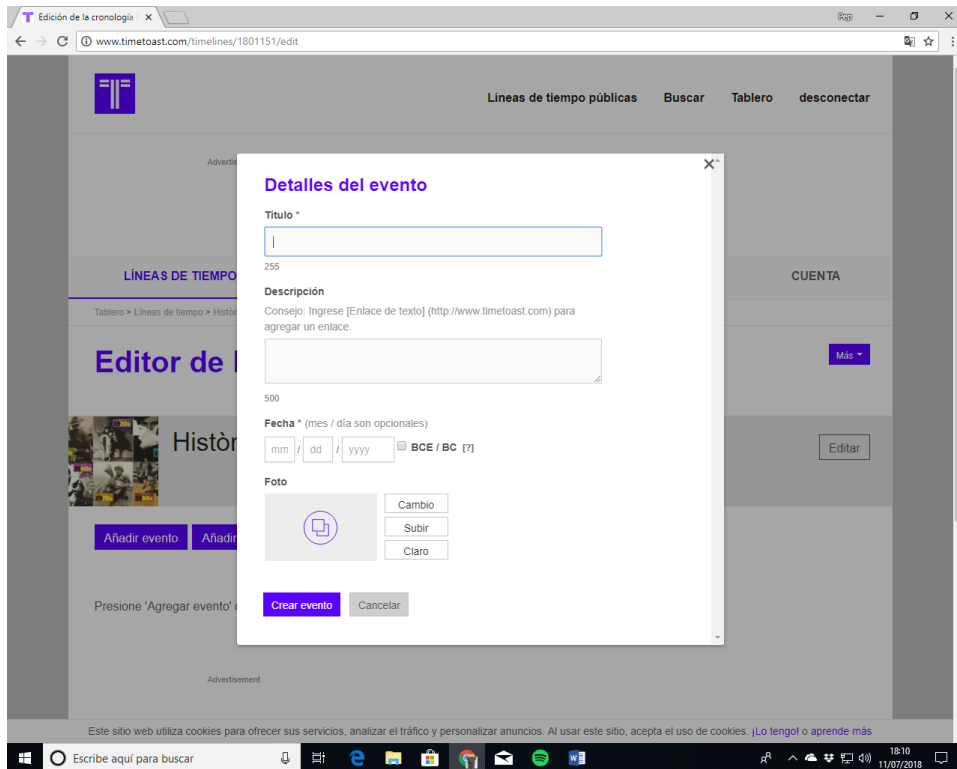 Edición de la cronología
Pep
www.timetoast.com/timelines/1801151/edit
Líneas de tiempo públicas Buscar Tablero desconectar
Detalles del evento
Título *
255
Descripción
Consejo: Ingrese [Enlace de texto] (http://www.timetoast.com) para
agregar un enlace.
500
Fecha * (mes / día son opcionales)
mm / dd / yyyy BCE / BC [?]
Foto
Cambio
Subir
Claro
Crear evento Cancelar
LÍNEAS DE TIEMPO CUENTA
Tablero > Líneas de tiempo >
Editor de
Más
Editar
Añadir evento
Presione 'Agregar evento'
Advertisement
Este sitio web utiliza cookies para ofrecer sus servicios, analizar el tráfico y personalizar anuncios. Al usar este sitio, acepta el uso de cookies. ¡Lo tengo! o aprende más
Escribe aquí para buscar
18:10
11/07/2018